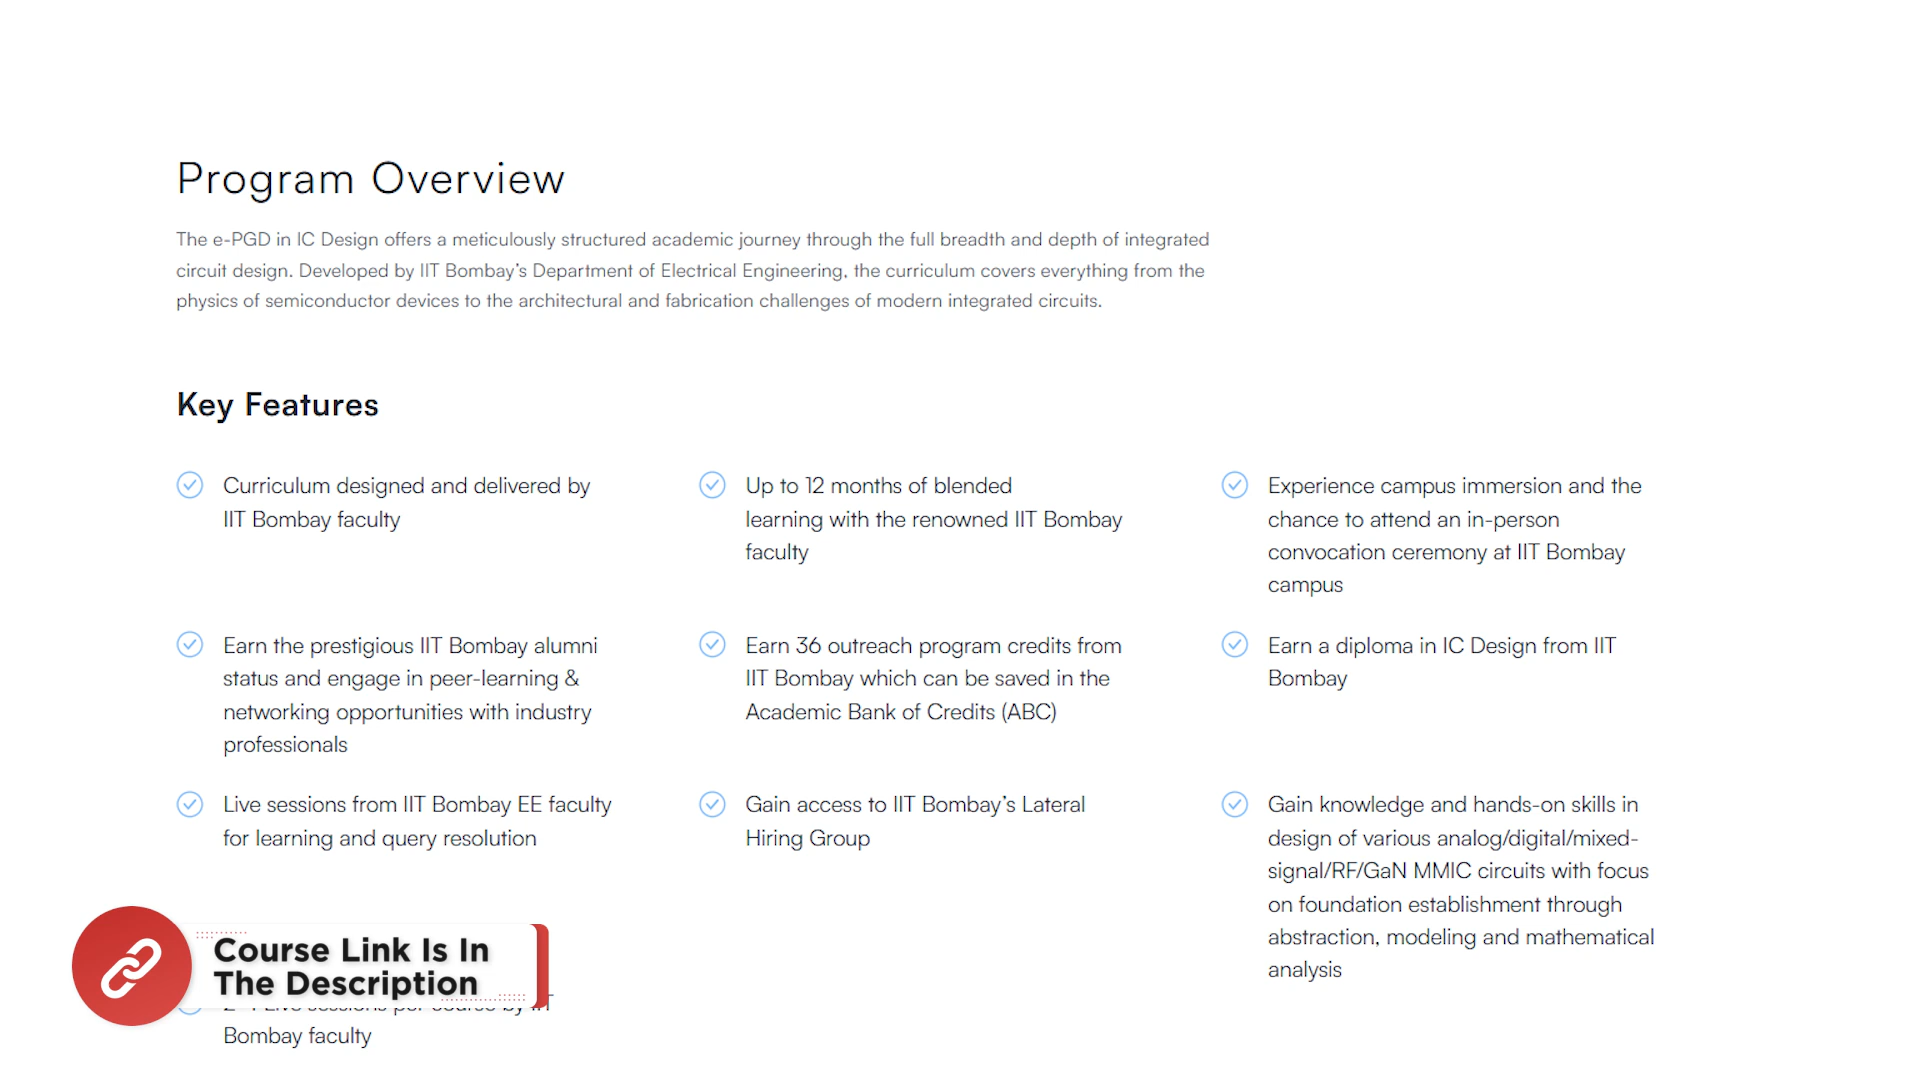 Program Overview
The e-PGD in IC Design offers a meticulously structured academic journey through the full breadth and depth of integrated
circuit design. Developed by IIT Bombay’s Department of Electrical Engineering, the curriculum covers everything from the
physics of semiconductor devices to the architectural and fabrication challenges of modern integrated circuits.
Key Features
Curriculum designed and delivered by
IIT Bombay faculty
Up to 12 months of blended
learning with the renowned IIT Bombay
faculty
Experience campus immersion and the
chance to attend an in-person
convocation ceremony at IIT Bombay
campus
Earn the prestigious IIT Bombay alumni
status and engage in peer-learning &
networking opportunities with industry
professionals
Earn 36 outreach program credits from
IIT Bombay which can be saved in the
Academic Bank of Credits (ABC)
Earn a diploma in IC Design from IIT
Bombay
Live sessions from IIT Bombay EE faculty
for learning and query resolution
Gain access to IIT Bombay’s Lateral
Hiring Group
Gain knowledge and hands-on skills in
design of various analog/digital/mixed-
signal/RF/GaN MMIC circuits with focus
on foundation establishment through
abstraction, modeling and mathematical
analysis
Course Link Is In
The Description
sessions per course by IIT
Bombay faculty